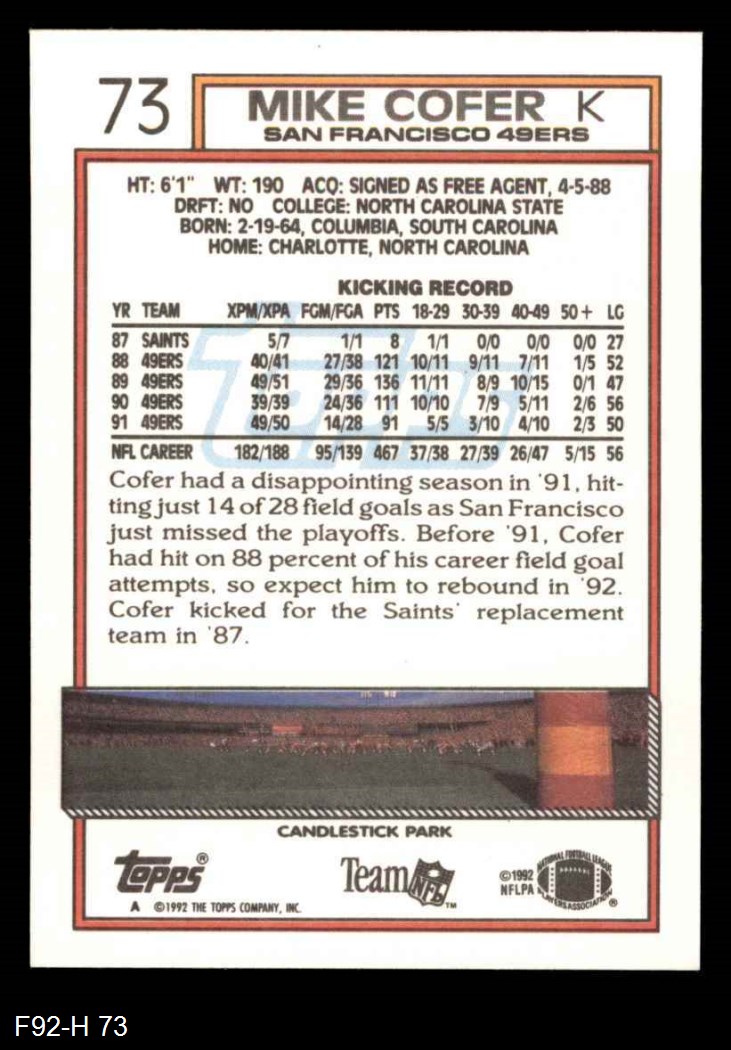 73
MIKE COFER K
SAN FRANCISCO 49ERS
HT: 6'1" WT: 190 ACQ: SIGNED AS FREE AGENT, 4-5-88
DRFT: NO COLLEGE: NORTH CAROLINA STATE
BORN: 2-19-64, COLUMBIA, SOUTH CAROLINA
HOME: CHARLOTTE, NORTH CAROLINA
KICKING RECORD
YR TEAM XPM/XPA FGM/FGA PTS 18-29 30-39 40-49 50+ LG
87 SAINTS 5/7 1/1 8 1/1 0/0 0/0 0/0 27
88 49ERS 40/41 27/38 121 10/11 9/11 7/11 1/5 52
89 49ERS 49/51 29/36 136 11/11 8/9 10/15 0/1 47
90 49ERS 39/39 24/36 111 10/10 7/9 5/11 2/6 56
91 49ERS 49/50 14/28 91 5/5 3/10 4/10 2/3 50
NFL CAREER 182/188 95/139 467 37/38 27/39 26/47 5/15 56
Cofer had a disappointing season in '91, hit-
ting just 14 of 28 field goals as San Francisco
just missed the playoffs. Before '91, Cofer
had hit on 88 percent of his career field goal
attempts, so expect him to rebound in '92.
Cofer kicked for the Saints' replacement
team in '87.
CANDLESTICK PARK
topps®
Team NFL™
©1992
NFLPA
NATIONAL FOOTBALL LEAGUE
PLAYERS ASSOCIATION ®
A ©1992 THE TOPPS COMPANY, INC.
F92-H 73